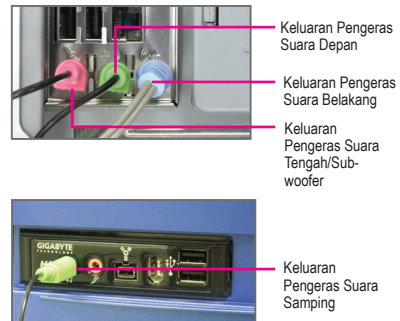 Keluaran Pengeras
Suara Depan
Keluaran Pengeras
Suara Belakang
Keluaran
Pengeras Suara
Tengah/Sub-
woofer
GIGABYTE
TECHNOLOGY
Keluaran
Pengeras Suara
Samping